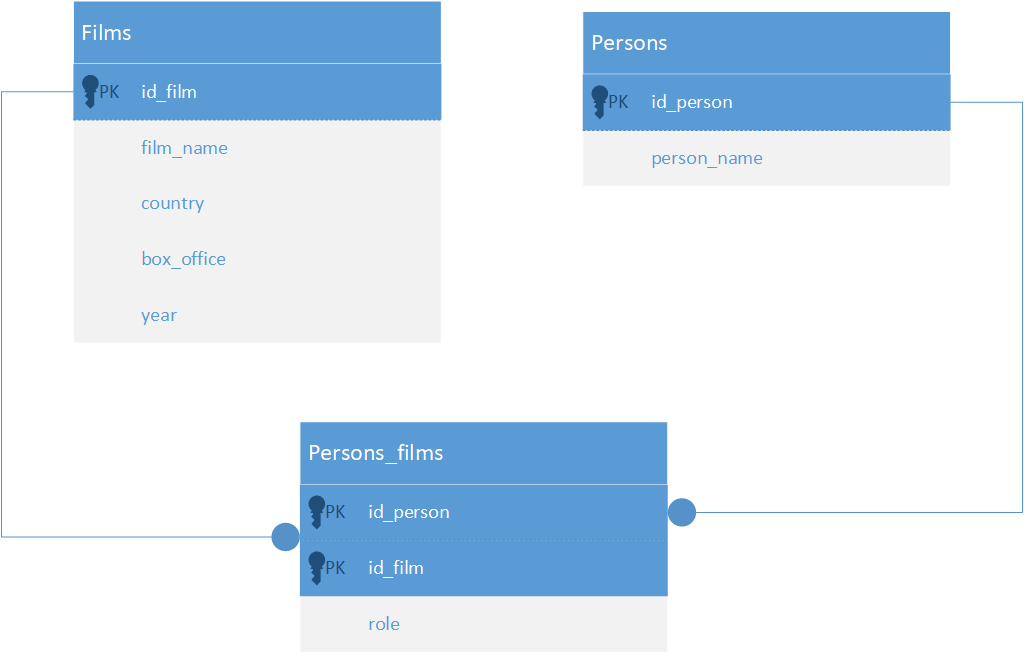 Films
PK id_film
film_name
country
box_office
year
Persons
PK id_person
person_name
Persons_films
PK id_person
PK id_film
role